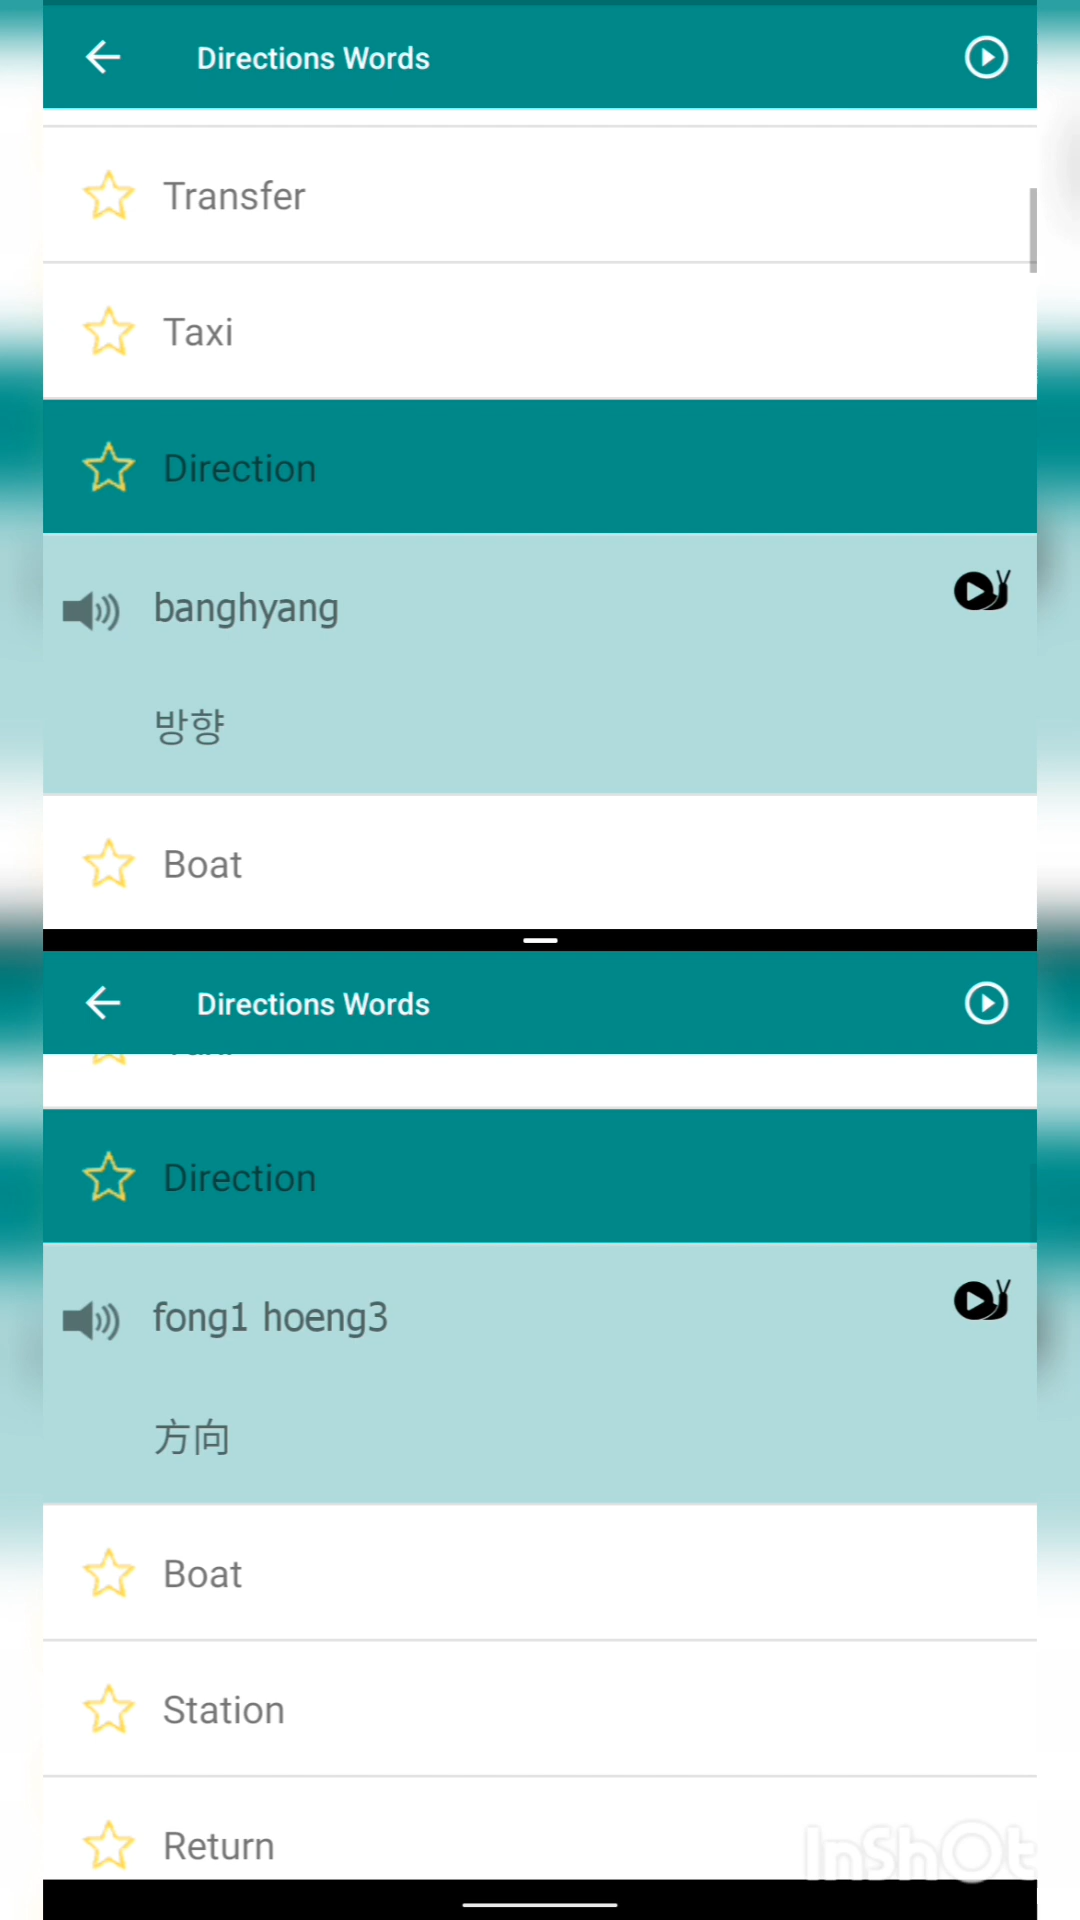 Directions Words
Transfer
Taxi
Direction
banghyang
방향
Boat
Directions Words
Direction
fong1 hoeng3
方向
Boat
Station
Return
InShOt